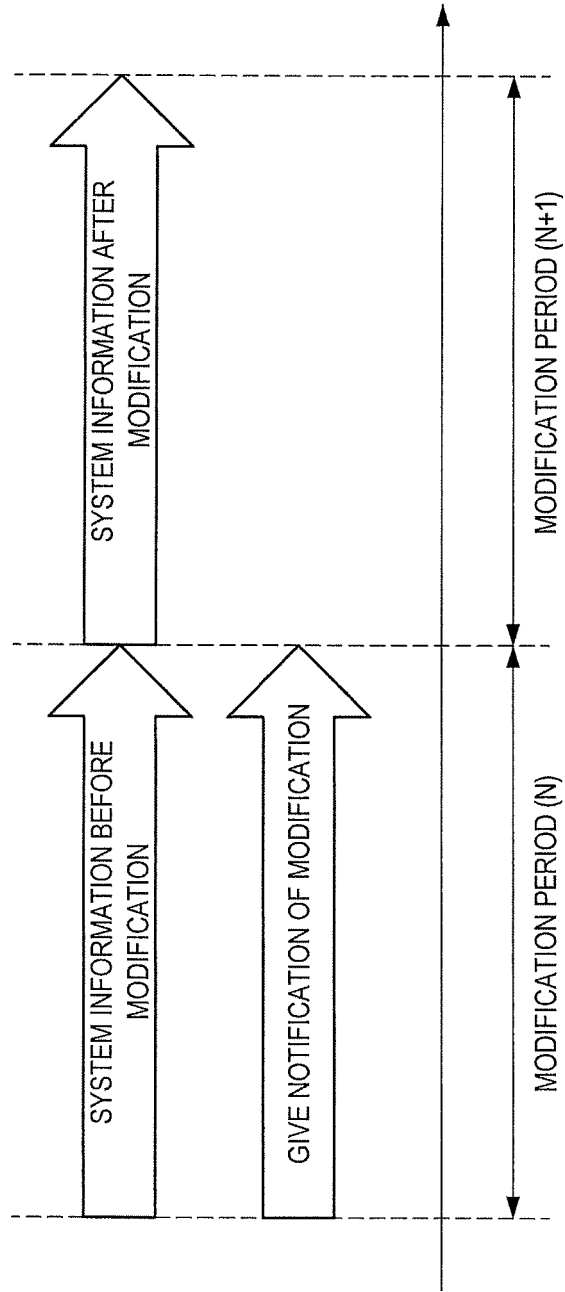 SYSTEM INFORMATION BEFORE
MODIFICATION
SYSTEM INFORMATION AFTER
MODIFICATION
GIVE NOTIFICATION OF MODIFICATION
MODIFICATION PERIOD (N)
MODIFICATION PERIOD (N+1)